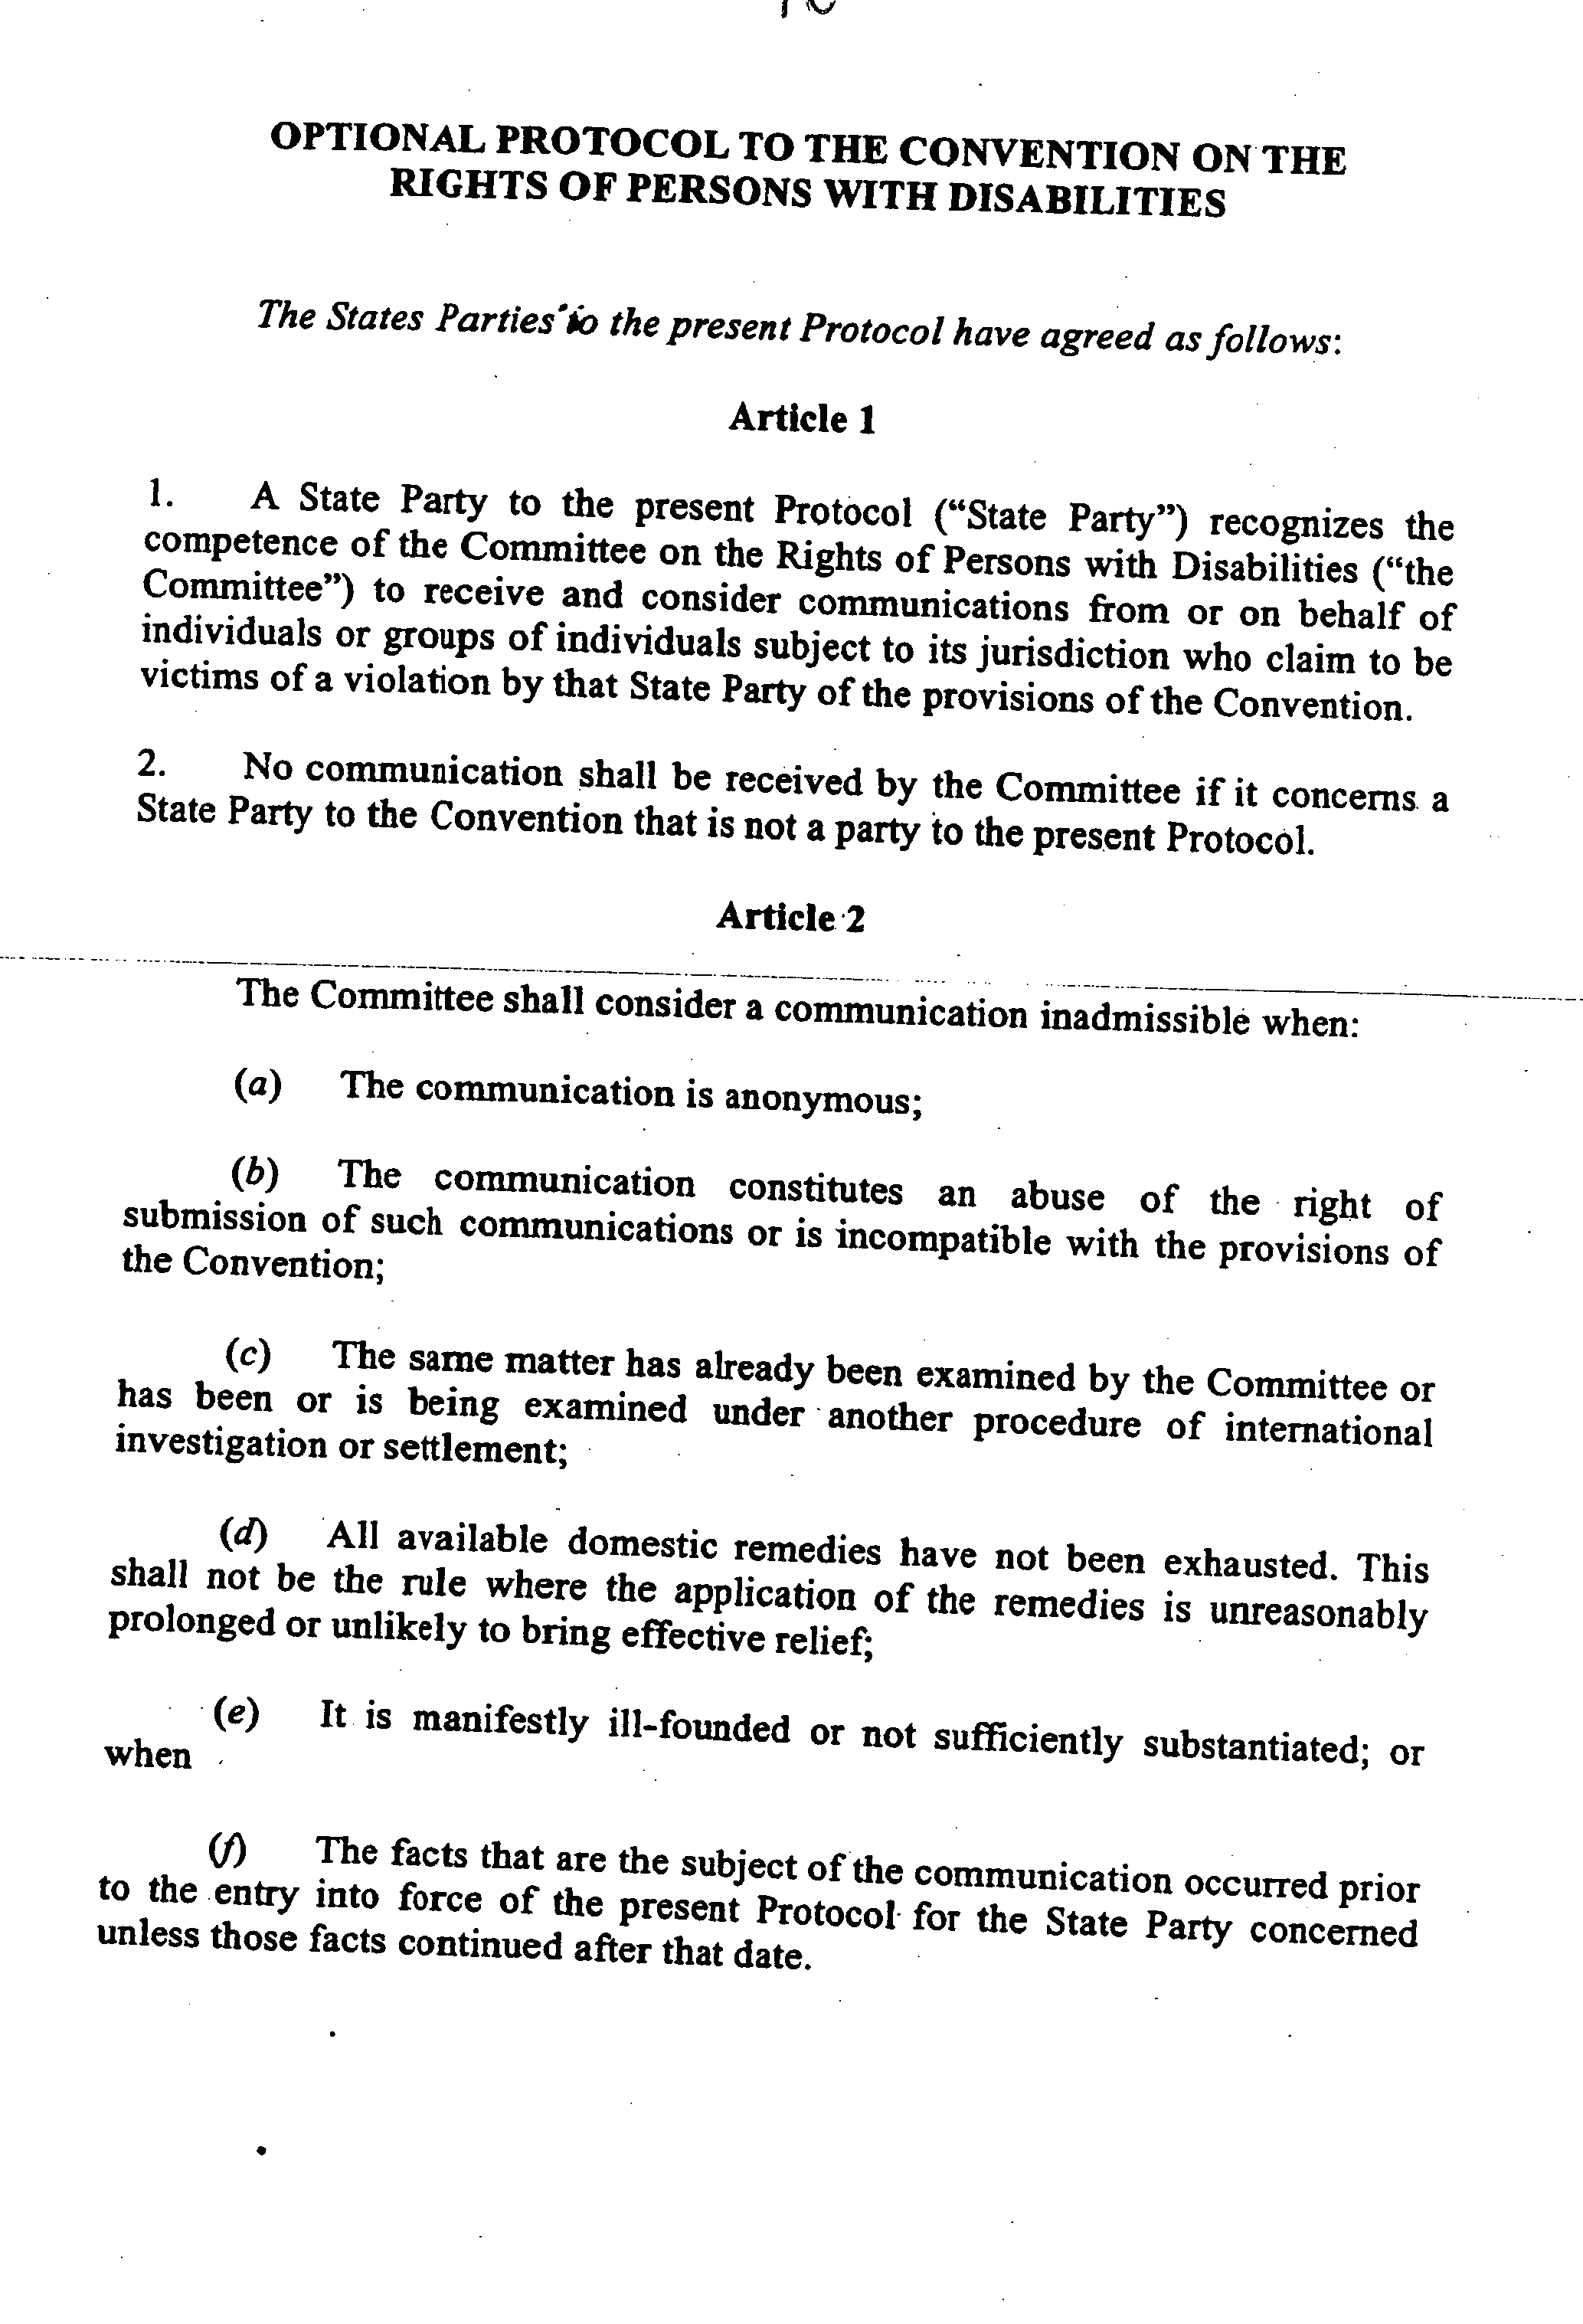 OPTIONAL PROTOCOL TO THE CONVENTION ON THE
RIGHTS OF PERSONS WITH DISABILITIES
The States Parties to the present Protocol have agreed as follows:
Article 1
1. A State Party to the present Protocol (“State Party”) recognizes the
competence of the Committee on the Rights of Persons with Disabilities (“the
Committee”) to receive and consider communications from or on behalf of
individuals or groups of individuals subject to its jurisdiction who claim to be
victims of a violation by that State Party of the provisions of the Convention.
2. No communication shall be received by the Committee if it concerns a
State Party to the Convention that is not a party to the present Protocol.
Article 2
The Committee shall consider a communication inadmissible when:
(a) The communication is anonymous;
(b) The communication constitutes an abuse of the right of
submission of such communications or is incompatible with the provisions of
the Convention;
(c) The same matter has already been examined by the Committee or
has been or is being examined under another procedure of international
investigation or settlement;
(d) All available domestic remedies have not been exhausted. This
shall not be the rule where the application of the remedies is unreasonably
prolonged or unlikely to bring effective relief;
(e) It is manifestly ill-founded or not sufficiently substantiated; or
when
(f) The facts that are the subject of the communication occurred prior
to the entry into force of the present Protocol for the State Party concerned
unless those facts continued after that date.